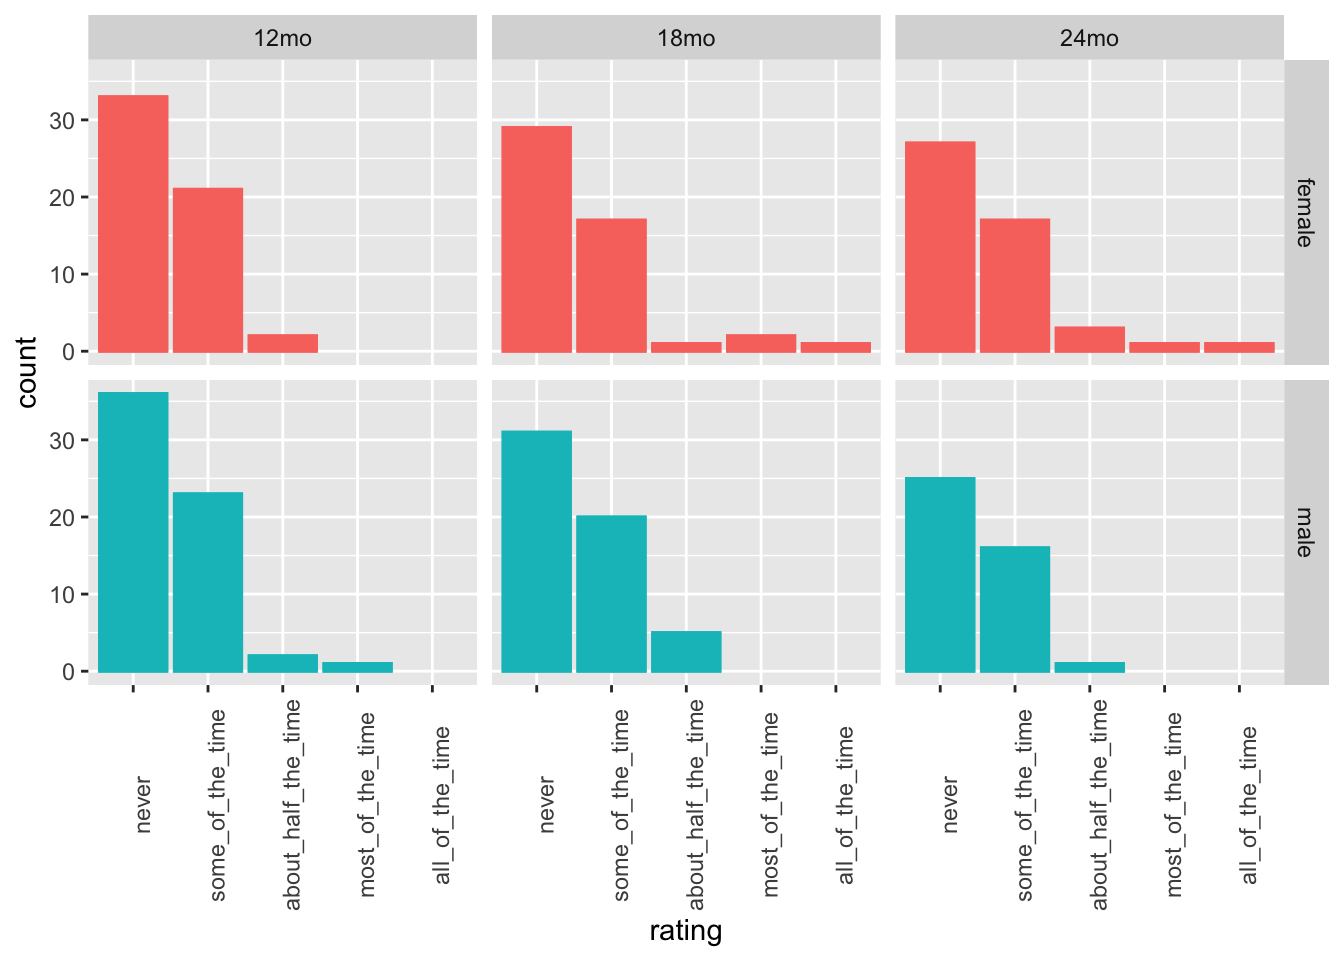 12mo
18mo
24mo
30
20
10
0
female
30
20
10
0
male
count
never
some_of_the_time
about_half_the_time
most_of_the_time
all_of_the_time
never
some_of_the_time
about_half_the_time
most_of_the_time
all_of_the_time
never
some_of_the_time
about_half_the_time
most_of_the_time
all_of_the_time
rating